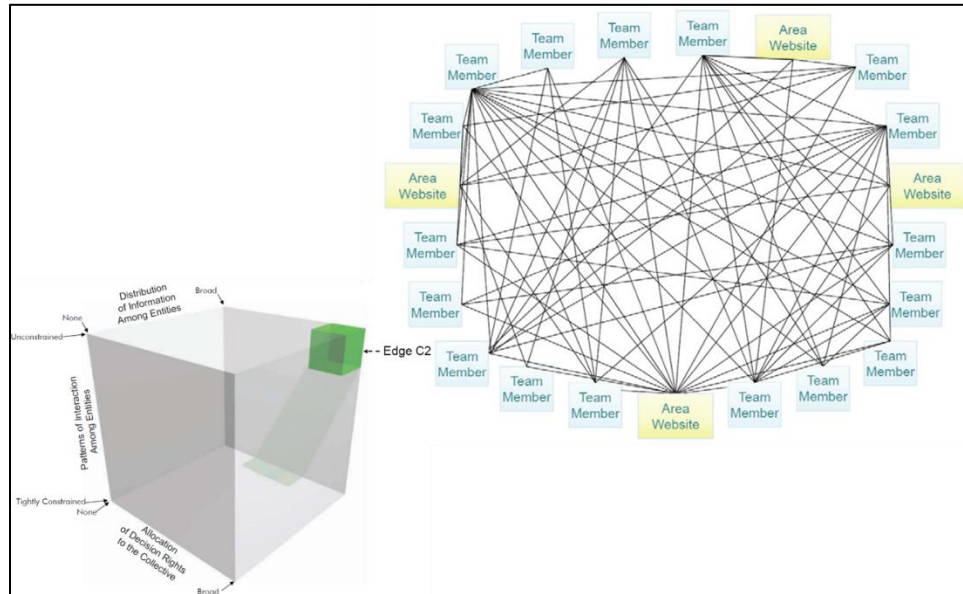 Team
Member
Team
Member
Team
Member
Team
Member
Area
Website
Team
Member
Team
Member
Team
Member
Area
Website
Area
Website
Team
Member
Team
Member
Team
Member
Team
Member
Team
Member
Team
Member
Team
Member
Team
Member
Area
Website
Team
Member
Team
Member
Team
Member
Distribution
of Information
Among Entities
Broad
None
Unconstrained
Edge C2
Patterns of Interaction
Among Entities
Tightly Constrained
None
Allocation
of Decision Rights
to the Collective
Broad